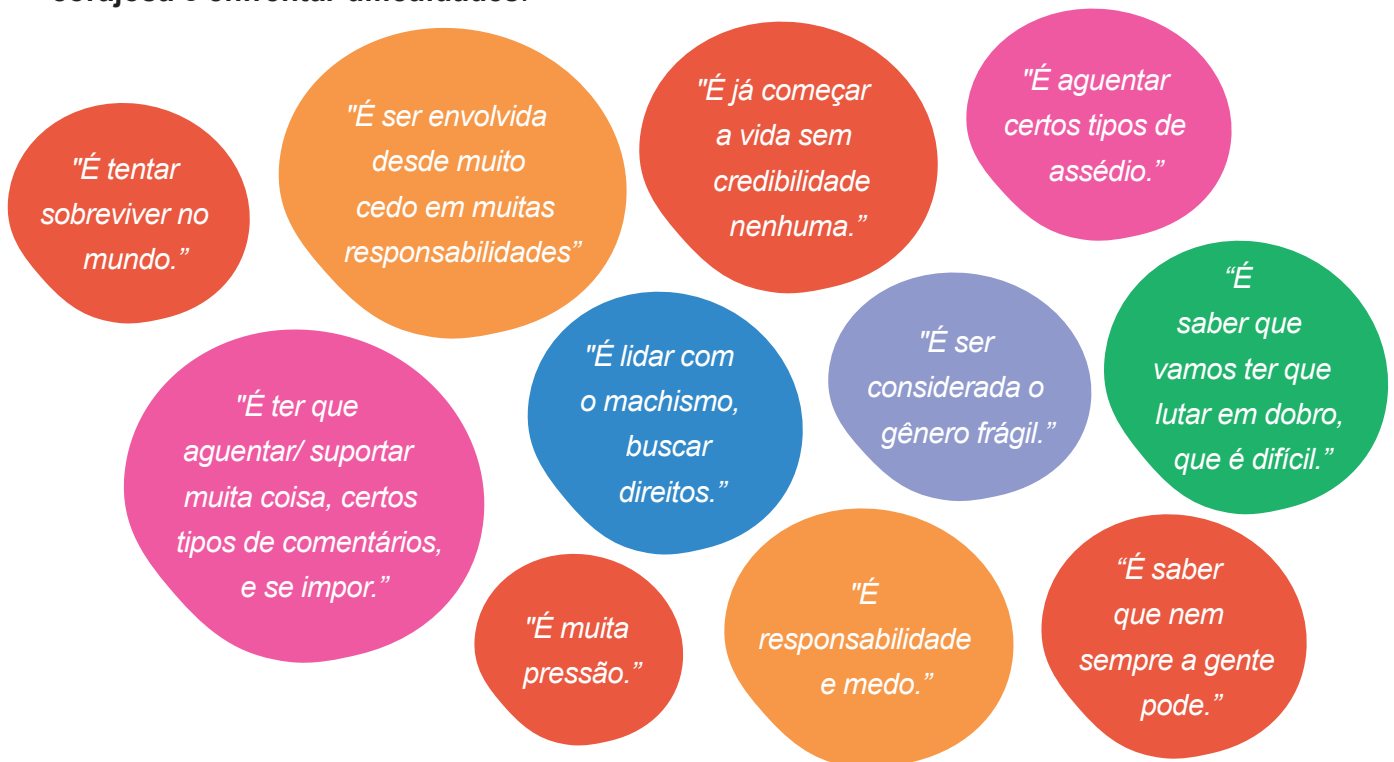 corajosa e enfrentar dificuldades.
"É tentar
sobreviver no
mundo.”
"É ser envolvida
desde muito
cedo em muitas
responsabilidades”
"É já começar
a vida sem
credibilidade
nenhuma.”
"É aguentar
certos tipos de
assédio.”
"É ter que
aguentar/ suportar
muita coisa, certos
tipos de comentários,
e se impor.”
"É lidar com
o machismo,
buscar
direitos.”
"É ser
considerada o
gênero frágil.”
“É
saber que
vamos ter que
lutar em dobro,
que é difícil.”
"É muita
pressão.”
"É
responsabilidade
e medo.”
“É saber
que nem
sempre a gente
pode.”